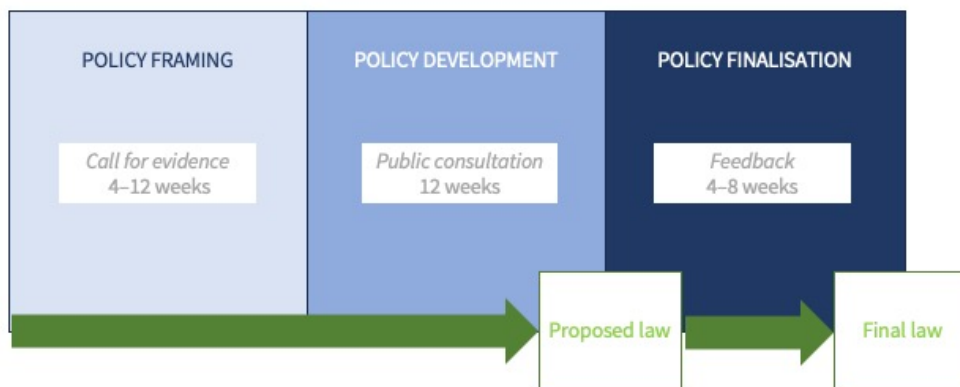 POLICY FRAMING
POLICY DEVELOPMENT
POLICY FINALISATION
Call for evidence
4–12 weeks
Public consultation
12 weeks
Feedback
4–8 weeks
Proposed law
Final law